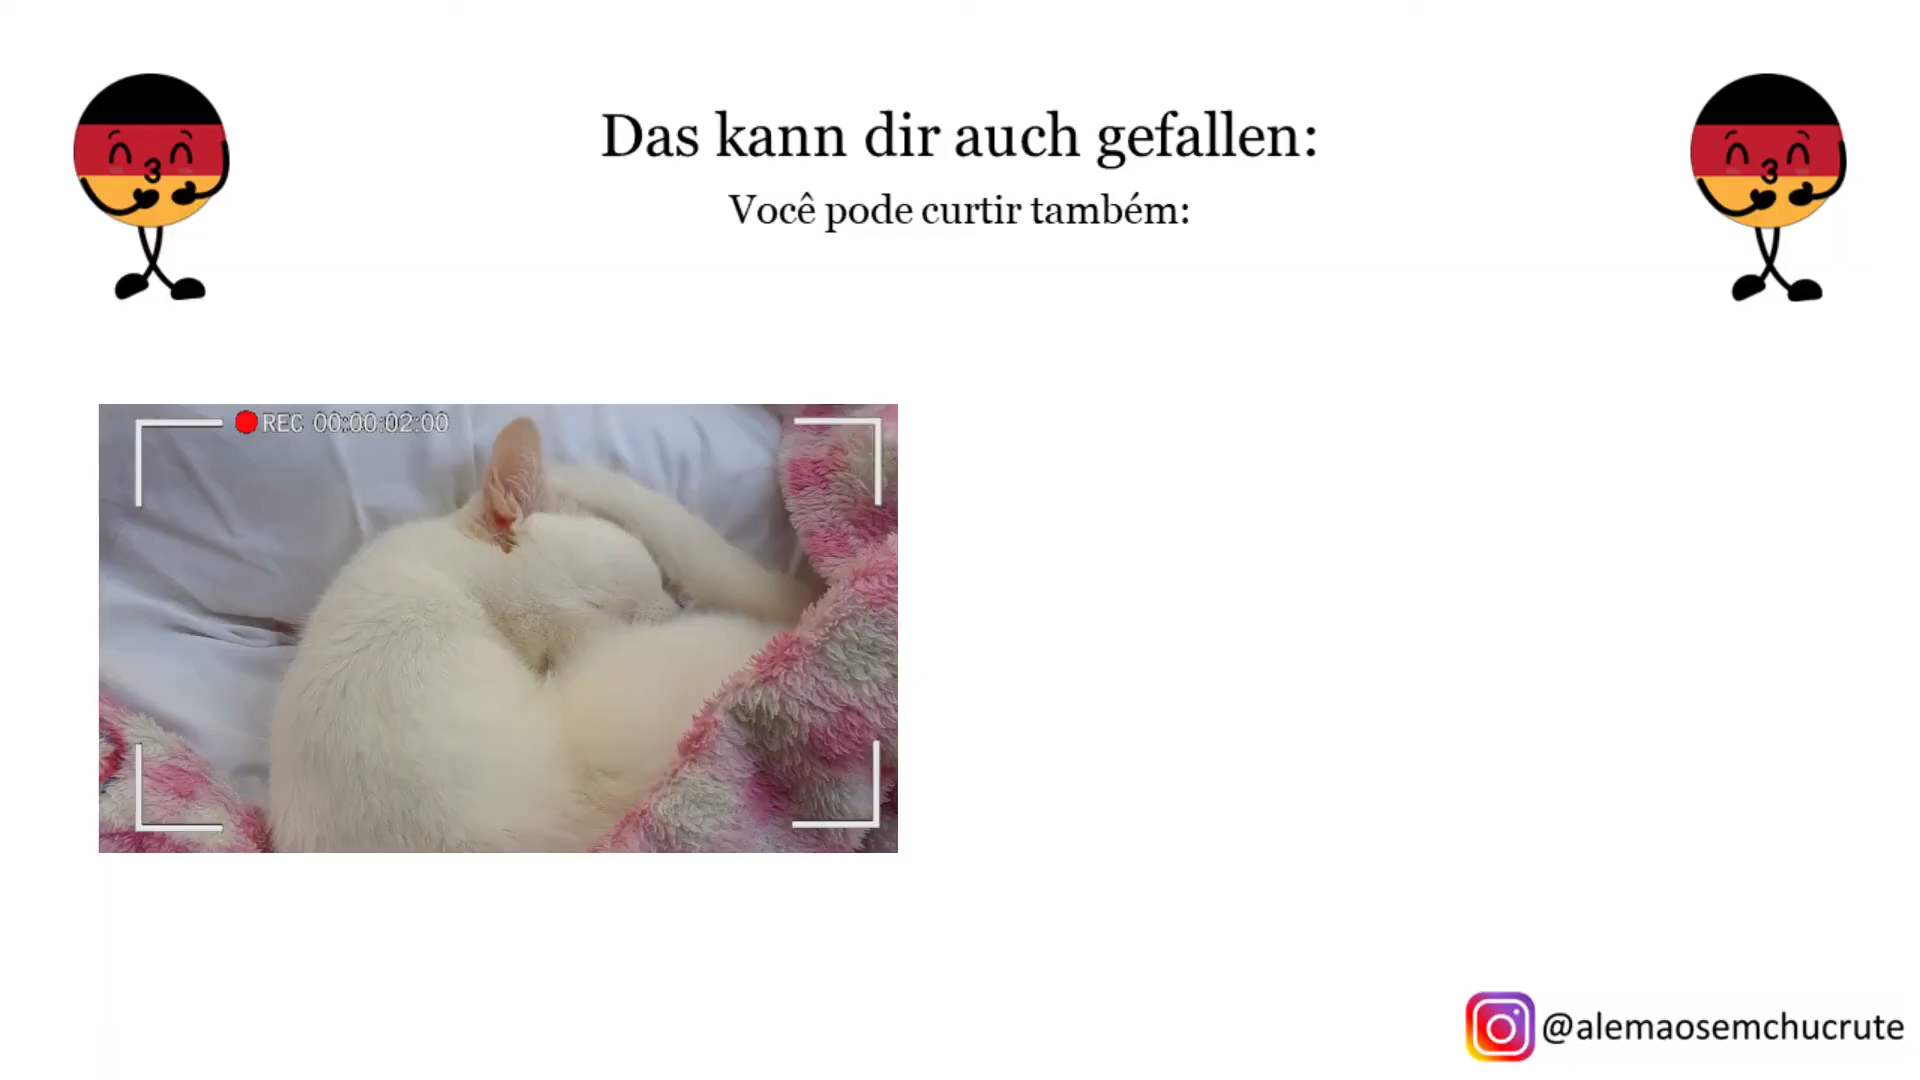 Das kann dir auch gefallen:
Você pode curtir também:
REC 00:00:02:00
@alemaosemchucrute